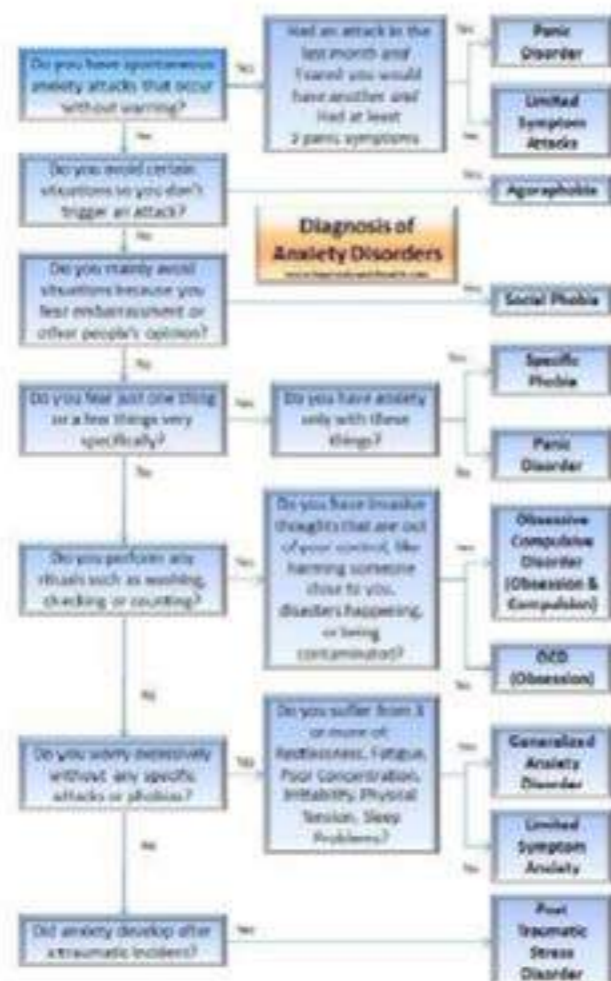 Do you have spontaneous
anxiety attacks that occur
without warning?
Yes
Had an attack in the
last month and
Feared you would
have another and
Had at least
3 panic symptoms
Yes
Panic
Disorder
No
Limited
Symptom
Attacks
No
Do you avoid certain
situations so you don't
trigger an attack?
Yes
Agoraphobia
No
Diagnosis of
Anxiety Disorders
Do you mainly avoid
situations because you
fear embarrassment or
other people's opinion?
Yes
Social Phobia
No
Do you fear just one thing
or a few things very
specifically?
Yes
Do you have anxiety
only with these
things?
Yes
Specific
Phobia
No
Panic
Disorder
No
Do you perform any
rituals such as washing,
checking or counting?
Yes
Do you have invasive
thoughts that are out
of your control, like
harming someone
close to you,
disasters happening,
or being
Yes
Obsessive
Compulsive
Disorder
(Obsession &
Compulsion)
No
OCD
(Obsession)
No
Do you worry excessively
without any specific
attacks or phobias?
Yes
Do you suffer from 3
or more of:
Restlessness, Fatigue,
Poor Concentration,
Irritability, Physical
Tension, Sleep
Problems?
Yes
Generalized
Anxiety
Disorder
No
Limited
Symptom
Anxiety
No
Did anxiety develop after
a traumatic incident?
Yes
Post
Traumatic
Stress
Disorder